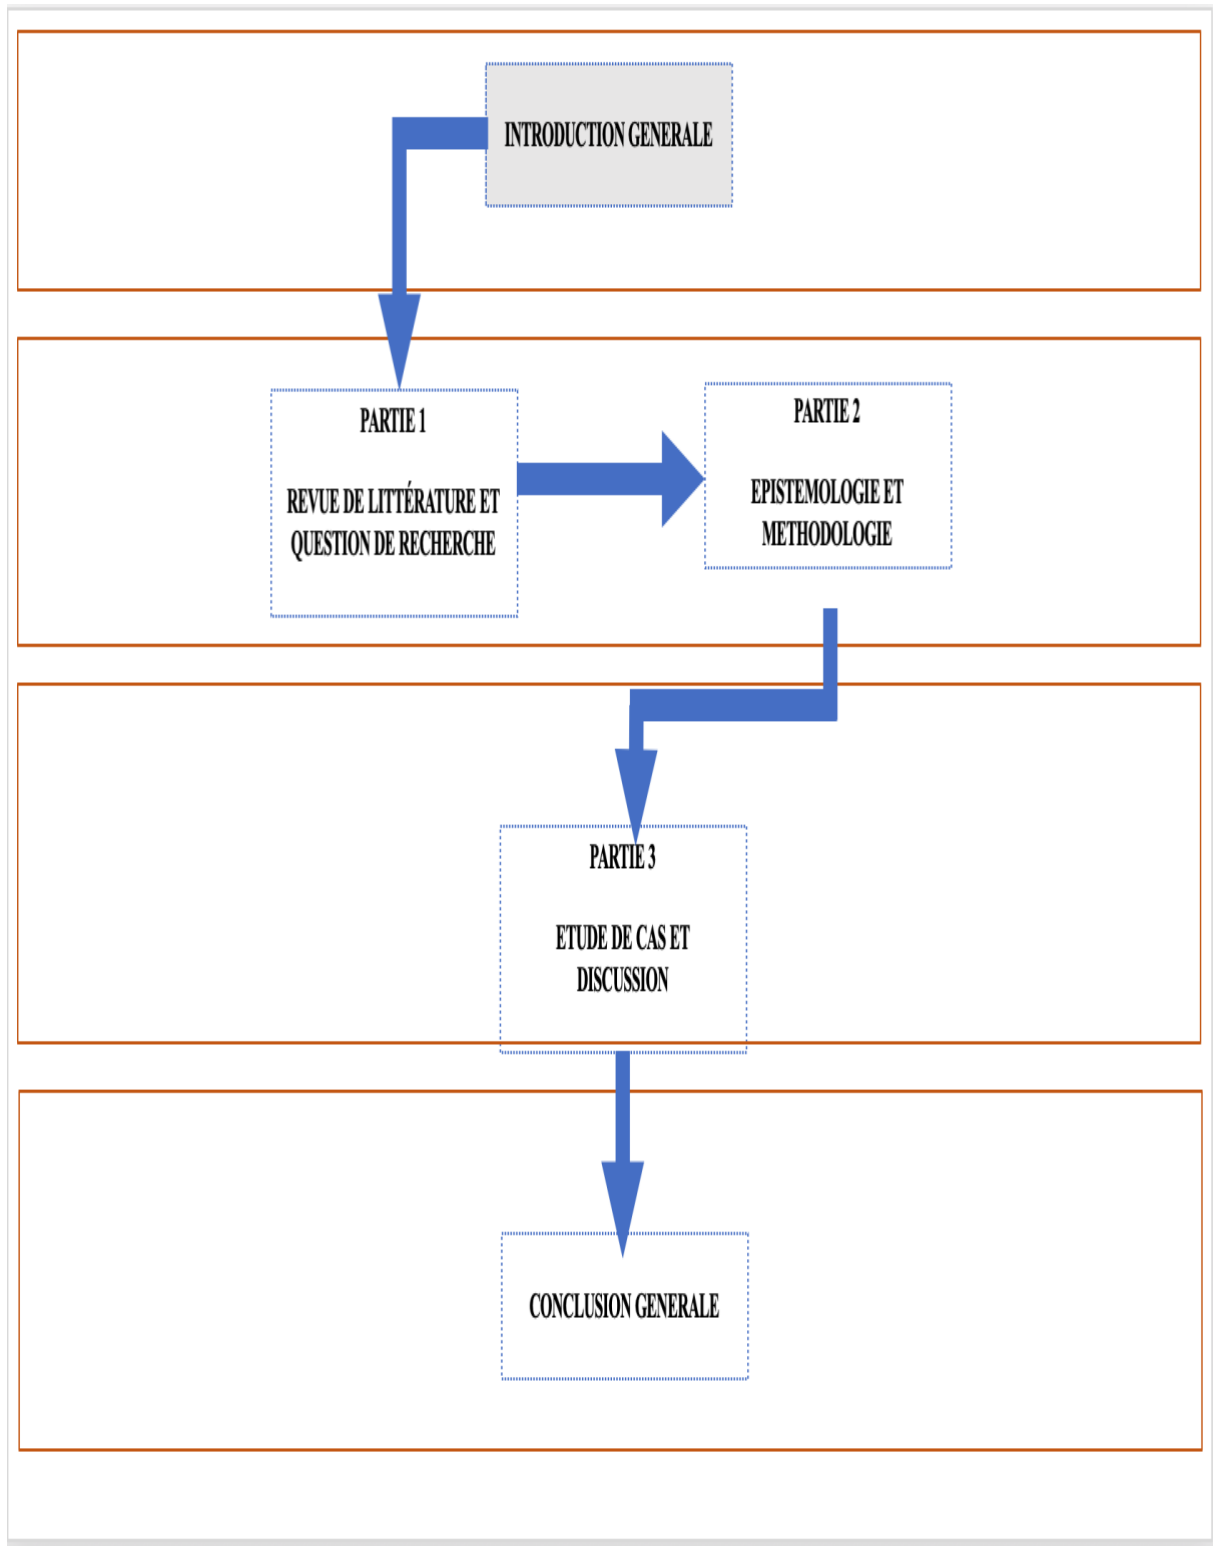 INTRODUCTION GENERALE
PARTIE 1
REVUE DE LITTÉRATURE ET
QUESTION DE RECHERCHE
PARTIE 2
EPISTEMOLOGIE ET
METHODOLOGIE
PARTIE 3
ETUDE DE CAS ET
DISCUSSION
CONCLUSION GENERALE